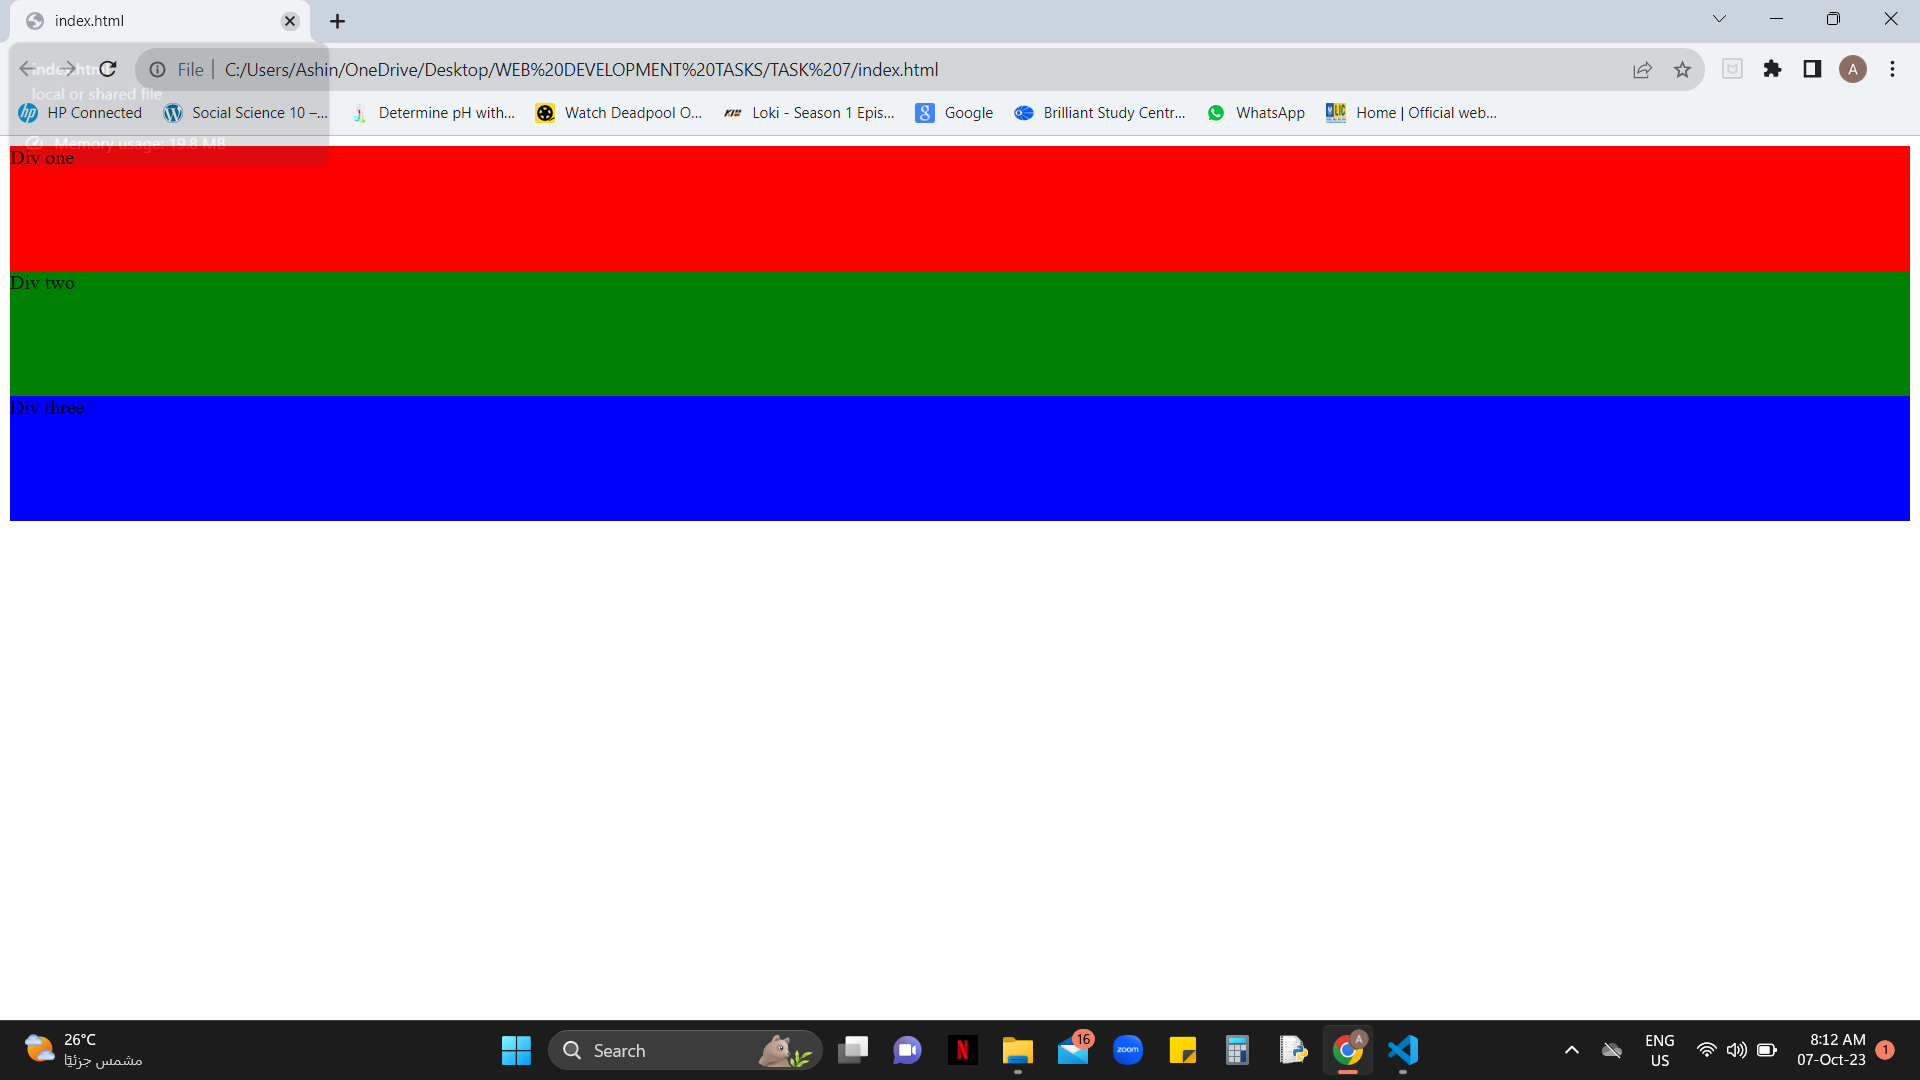 index.html
index.html
local or shared file
Memory usage: 19.8 MB
File | C:/Users/Ashin/OneDrive/Desktop/WEB%20DEVELOPMENT%20TASKS/TASK%207/index.html
A
HP Connected
Social Science 10 –...
Determine pH with...
Watch Deadpool O...
Loki - Season 1 Epis...
Google
Brilliant Study Centr...
WhatsApp
Home | Official web...
Div one
Div two
Div three
26°C
مشمس جزئيًا
Search
16
zoom
A
ENG
US
8:12 AM
07-Oct-23
1